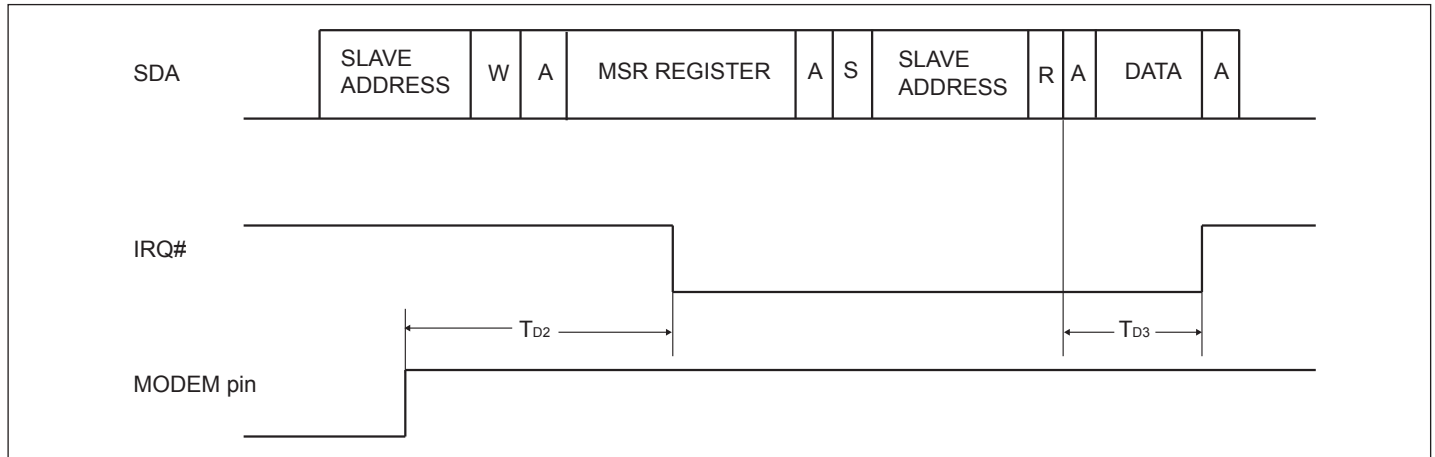 SDA
SLAVE
ADDRESS
W
A
MSR REGISTER
A
S
SLAVE
ADDRESS
R
A
DATA
A
IRQ#
TD2
TD3
MODEM pin